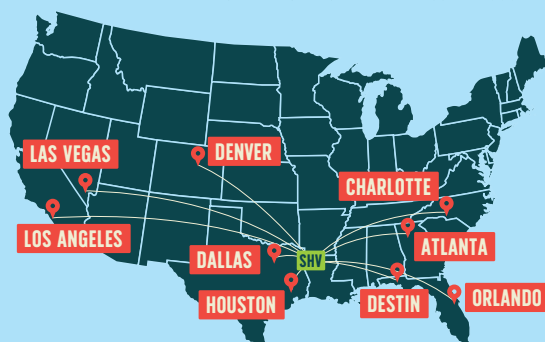 LAS VEGAS
DENVER
CHARLOTTE
LOS ANGELES
DALLAS
SHV
ATLANTA
HOUSTON
DESTIN
ORLANDO